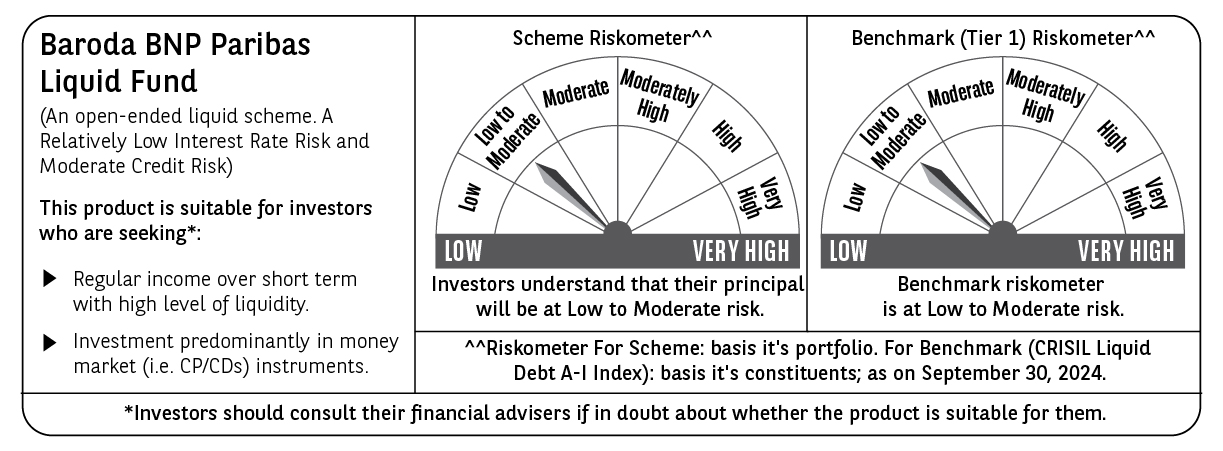 Baroda BNP Paribas
Liquid Fund
(An open-ended liquid scheme. A
Relatively Low Interest Rate Risk and
Moderate Credit Risk)
This product is suitable for investors
who are seeking*:
Regular income over short term
with high level of liquidity.
Investment predominantly in money
market (i.e. CP/CDs) instruments.
Scheme Riskometer^^
Low
Low to
Moderate
Moderate
Moderately
High
High
Very
High
LOW
VERY HIGH
Investors understand that their principal
will be at Low to Moderate risk.
Benchmark (Tier 1) Riskometer^^
Low
Low to
Moderate
Moderate
Moderately
High
High
Very
High
LOW
VERY HIGH
Benchmark riskometer
is at Low to Moderate risk.
^^Riskometer For Scheme: basis it's portfolio. For Benchmark (CRISIL Liquid
Debt A-I Index): basis it's constituents; as on September 30, 2024.
*Investors should consult their financial advisers if in doubt about whether the product is suitable for them.